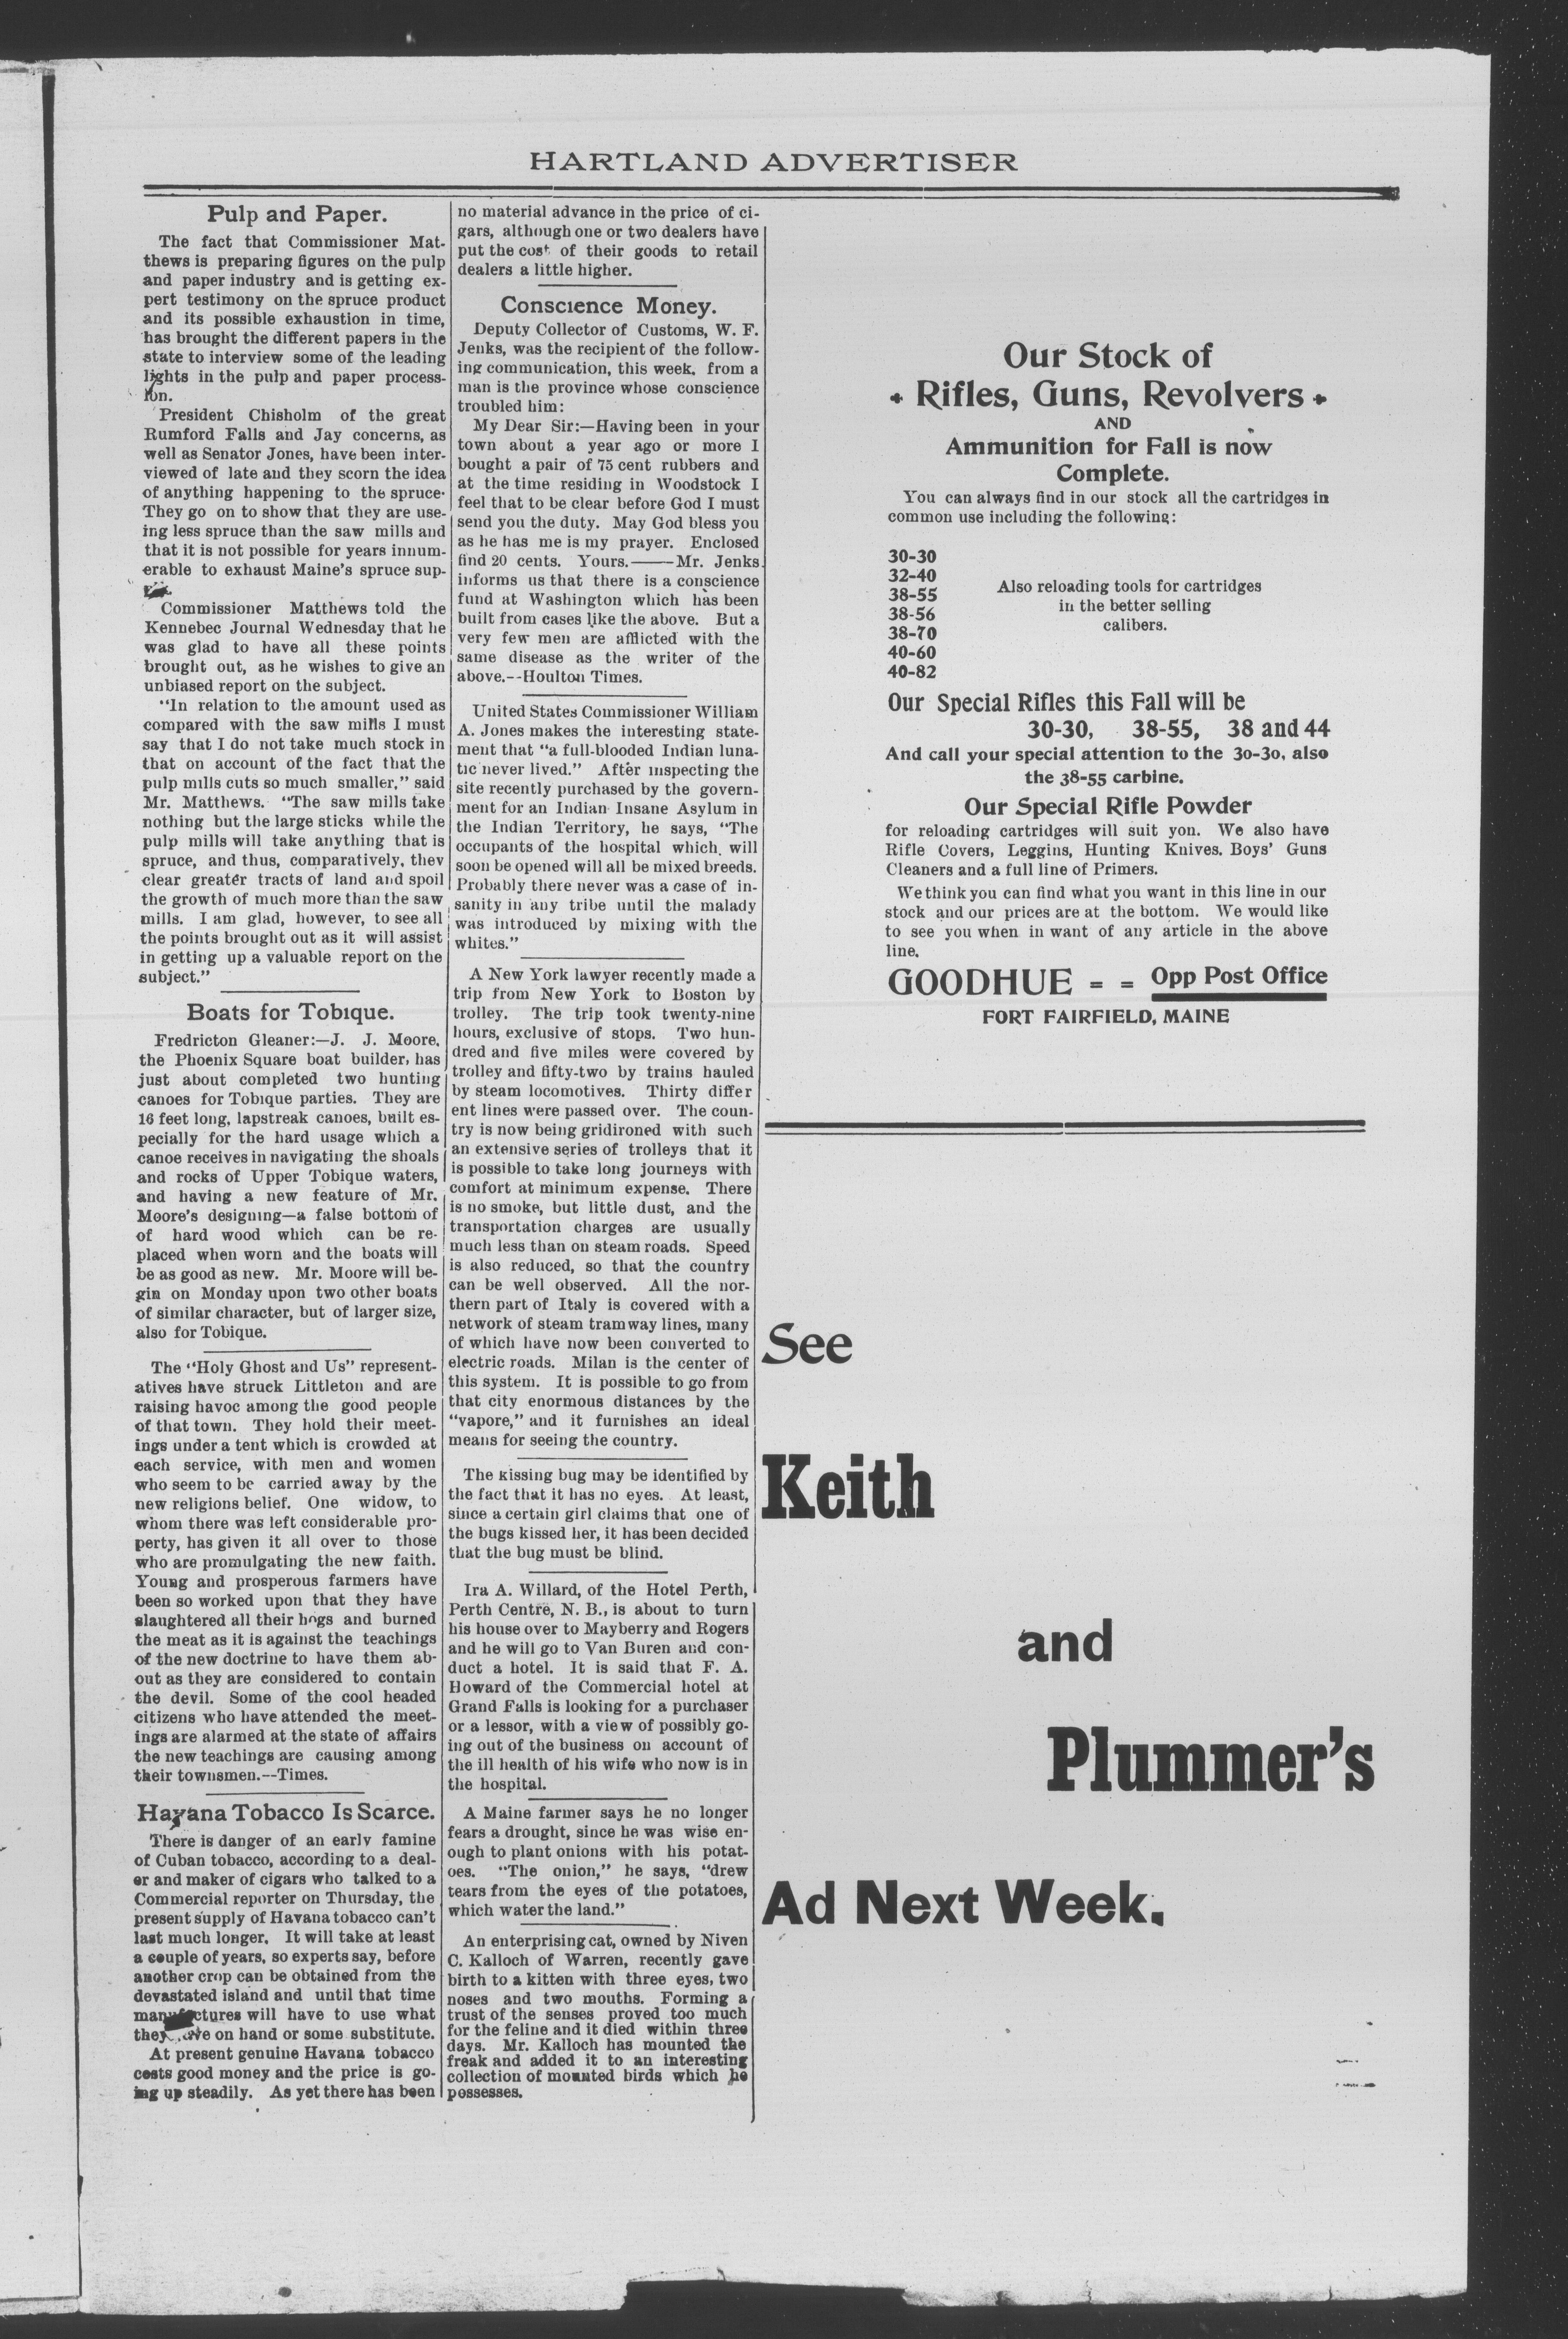 HARTLAND ADVERTISER
Pulp and Paper.
The fact that Commissioner Mat-
thews is preparing figures on the pulp
and paper industry and is getting ex-
pert testimony on the spruce product
and its possible exhaustion in time,
has brought the different papers in the
state to interview some of the leading
lights in the pulp and paper process-
ion.
President Chisholm of the great
Rumford Falls and Jay concerns, as
well as Senator Jones, have been inter-
viewed of late and they scorn the idea
of anything happening to the spruce.
They go on to show that they are use-
ing less spruce than the saw mills and
that it is not possible for years innum-
erable to exhaust Maine's spruce sup-
Commissioner Matthews told the
Kennebec Journal Wednesday that he
was glad to have all these points
brought out, as he wishes to give an
unbiased report on the subject.
"In relation to the amount used as
compared with the saw mills I must
say that I do not take much stock in
that on account of the fact that the
pulp mills cuts so much smaller," said
Mr. Matthews. "The saw mills take
nothing but the large sticks while the
pulp mills will take anything that is
spruce, and thus, comparatively, they
clear greater tracts of land and spoil
the growth of much more than the saw
mills. I am glad, however, to see all
the points brought out as it will assist
in getting up a valuable report on the
subject."
Boats for Tobique.
Fredricton Gleaner:—J. J. Moore,
the Phoenix Square boat builder, has
just about completed two hunting
canoes for Tobique parties. They are
16 feet long, lapstreak canoes, built es-
pecially for the hard usage which a
canoe receives in navigating the shoals
and rocks of Upper Tobique waters,
and having a new feature of Mr.
Moore's designing—a false bottom of
of hard wood which can be re-
placed when worn and the boats will
be as good as new. Mr. Moore will be-
gin on Monday upon two other boats
of similar character, but of larger size,
also for Tobique.
The "Holy Ghost and Us" represent-
atives have struck Littleton and are
raising havoc among the good people
of that town. They hold their meet-
ings under a tent which is crowded at
each service, with men and women
who seem to be carried away by the
new religions belief. One widow, to
whom there was left considerable pro-
perty, has given it all over to those
who are promulgating the new faith.
Young and prosperous farmers have
been so worked upon that they have
slaughtered all their hogs and burned
the meat as it is against the teachings
of the new doctrine to have them ab-
out as they are considered to contain
the devil. Some of the cool headed
citizens who have attended the meet-
ings are alarmed at the state of affairs
the new teachings are causing among
their townsmen.--Times.
Havana Tobacco Is Scarce.
There is danger of an early famine
of Cuban tobacco, according to a deal-
er and maker of cigars who talked to a
Commercial reporter on Thursday, the
present supply of Havana tobacco can't
last much longer. It will take at least
a couple of years, so experts say, before
another crop can be obtained from the
devastated island and until that time
manufactures will have to use what
they have on hand or some substitute.
At present genuine Havana tobacco
costs good money and the price is go-
ing up steadily. As yet there has been
no material advance in the price of ci-
gars, although one or two dealers have
put the cost of their goods to retail
dealers a little higher.
Conscience Money.
Deputy Collector of Customs, W. F.
Jenks, was the recipient of the follow-
ing communication, this week, from a
man is the province whose conscience
troubled him:
My Dear Sir:—Having been in your
town about a year ago or more I
bought a pair of 75 cent rubbers and
at the time residing in Woodstock I
feel that to be clear before God I must
send you the duty. May God bless you
as he has me is my prayer. Enclosed
find 20 cents. Yours.——Mr. Jenks
informs us that there is a conscience
fund at Washington which has been
built from cases like the above. But a
very few men are afflicted with the
same disease as the writer of the
above.--Houlton Times.
United States Commissioner William
A. Jones makes the interesting state-
ment that "a full-blooded Indian luna-
tic never lived." After inspecting the
site recently purchased by the govern-
ment for an Indian Insane Asylum in
the Indian Territory, he says, "The
occupants of the hospital which will
soon be opened will all be mixed breeds.
Probably there never was a case of in-
sanity in any tribe until the malady
was introduced by mixing with the
whites."
A New York lawyer recently made a
trip from New York to Boston by
trolley. The trip took twenty-nine
hours, exclusive of stops. Two hun-
dred and five miles were covered by
trolley and fifty-two by trains hauled
by steam locomotives. Thirty differ
ent lines were passed over. The coun-
try is now being gridironed with such
an extensive series of trolleys that it
is possible to take long journeys with
comfort at minimum expense. There
is no smoke, but little dust, and the
transportation charges are usually
much less than on steam roads. Speed
is also reduced, so that the country
can be well observed. All the nor-
thern part of Italy is covered with a
network of steam tramway lines, many
of which have now been converted to
electric roads. Milan is the center of
this system. It is possible to go from
that city enormous distances by the
"vapore," and it furnishes an ideal
means for seeing the country.
The kissing bug may be identified by
the fact that it has no eyes. At least,
since a certain girl claims that one of
the bugs kissed her, it has been decided
that the bug must be blind.
Ira A. Willard, of the Hotel Perth,
Perth Centre, N. B., is about to turn
his house over to Mayberry and Rogers
and he will go to Van Buren and con-
duct a hotel. It is said that F. A.
Howard of the Commercial hotel at
Grand Falls is looking for a purchaser
or a lessor, with a view of possibly go-
ing out of the business on account of
the ill health of his wife who now is in
the hospital.
A Maine farmer says he no longer
fears a drought, since he was wise en-
ough to plant onions with his potat-
oes. "The onion," he says, "drew
tears from the eyes of the potatoes,
which water the land."
An enterprising cat, owned by Niven
C. Kalloch of Warren, recently gave
birth to a kitten with three eyes, two
noses and two mouths. Forming a
trust of the senses proved too much
for the feline and it died within three
days. Mr. Kalloch has mounted the
freak and added it to an interesting
collection of mounted birds which he
possesses.
Our Stock of
Rifles, Guns, Revolvers
AND
Ammunition for Fall is now
Complete.
You can always find in our stock all the cartridges in
common use including the following:
30-30
32-40
38-55
38-56
38-70
40-60
40-82
Also reloading tools for cartridges
in the better selling
calibers.
Our Special Rifles this Fall will be
30-30, 38-55, 38 and 44
And call your special attention to the 30-30, also
the 38-55 carbine.
Our Special Rifle Powder
for reloading cartridges will suit yon. We also have
Rifle Covers, Leggins, Hunting Knives. Boys' Guns
Cleaners and a full line of Primers.
We think you can find what you want in this line in our
stock and our prices are at the bottom. We would like
to see you when in want of any article in the above
line.
GOODHUE = = Opp Post Office
FORT FAIRFIELD, MAINE
See
Keith
and
Plummer's
Ad Next Week.